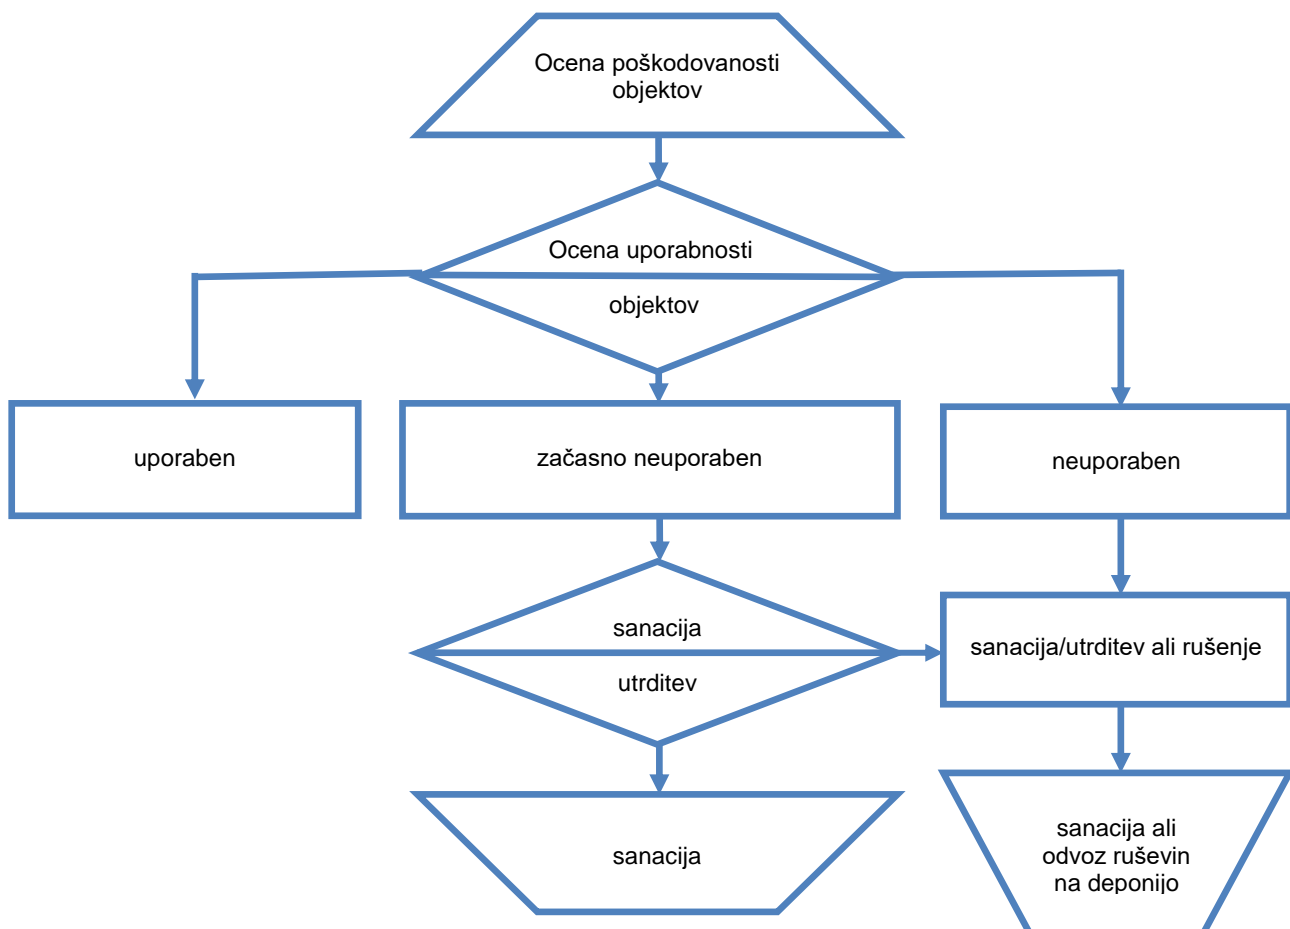 Ocena poškodovanosti
objektov
Ocena uporabnosti
objektov
uporaben
začasno neuporaben
neuporaben
sanacija
utrditev
sanacija/utrditev ali rušenje
sanacija
sanacija ali
odvoz ruševin
na deponijo